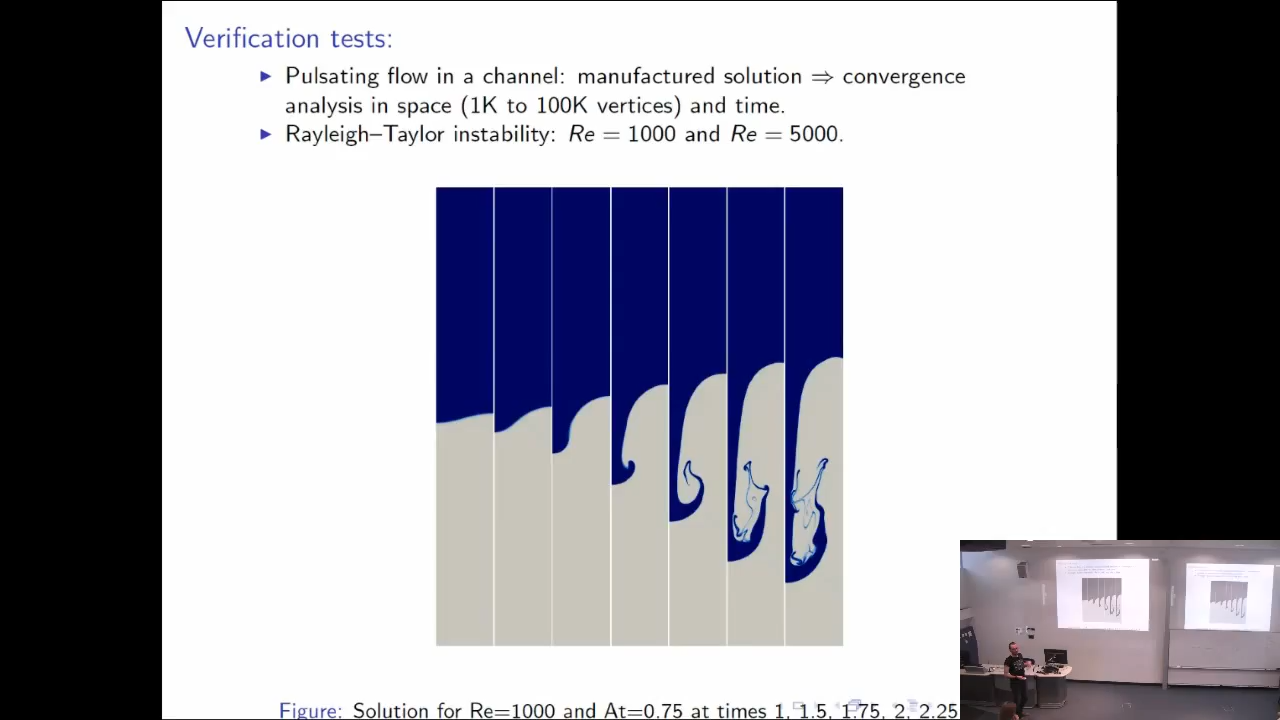 Verification tests:
▶ Pulsating flow in a channel: manufactured solution ⇒ convergence
analysis in space (1K to 100K vertices) and time.
▶ Rayleigh–Taylor instability: Re = 1000 and Re = 5000.
Figure: Solution for Re=1000 and At=0.75 at times 1, 1.5, 1.75, 2, 2.25